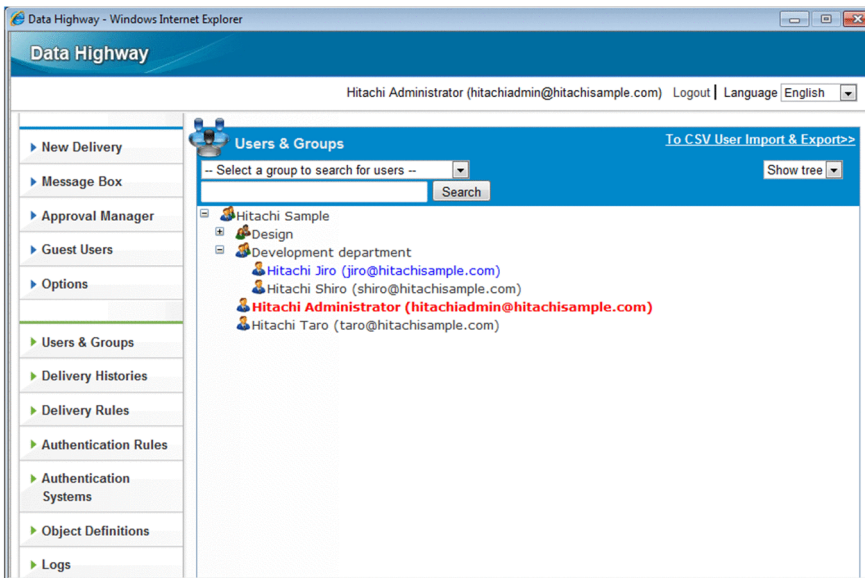 Data Highway - Windows Internet Explorer
Data Highway
Hitachi Administrator (hitachiadmin@hitachisample.com) Logout Language English
New Delivery
Message Box
Approval Manager
Guest Users
Options
Users & Groups
Delivery Histories
Delivery Rules
Authentication Rules
Authentication
Systems
Object Definitions
Logs
Users & Groups To CSV User Import & Export>>
-- Select a group to search for users -- Show tree
Search
Hitachi Sample
Design
Development department
Hitachi Jiro (jiro@hitachisample.com)
Hitachi Shiro (shiro@hitachisample.com)
Hitachi Administrator (hitachiadmin@hitachisample.com)
Hitachi Taro (taro@hitachisample.com)